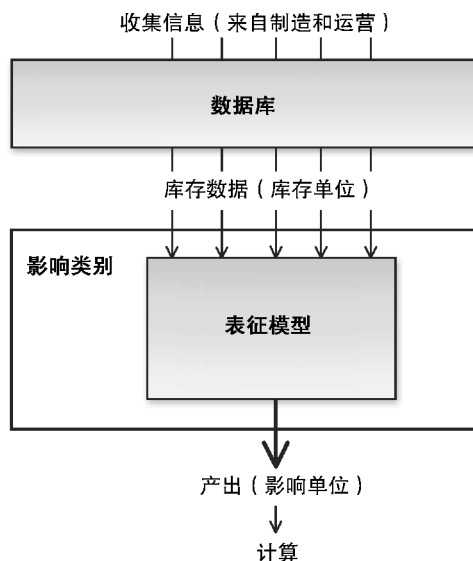 收集信息（来自制造和运营）
数据库
库存数据（库存单位）
影响类别
表征模型
产出（影响单位）
计算